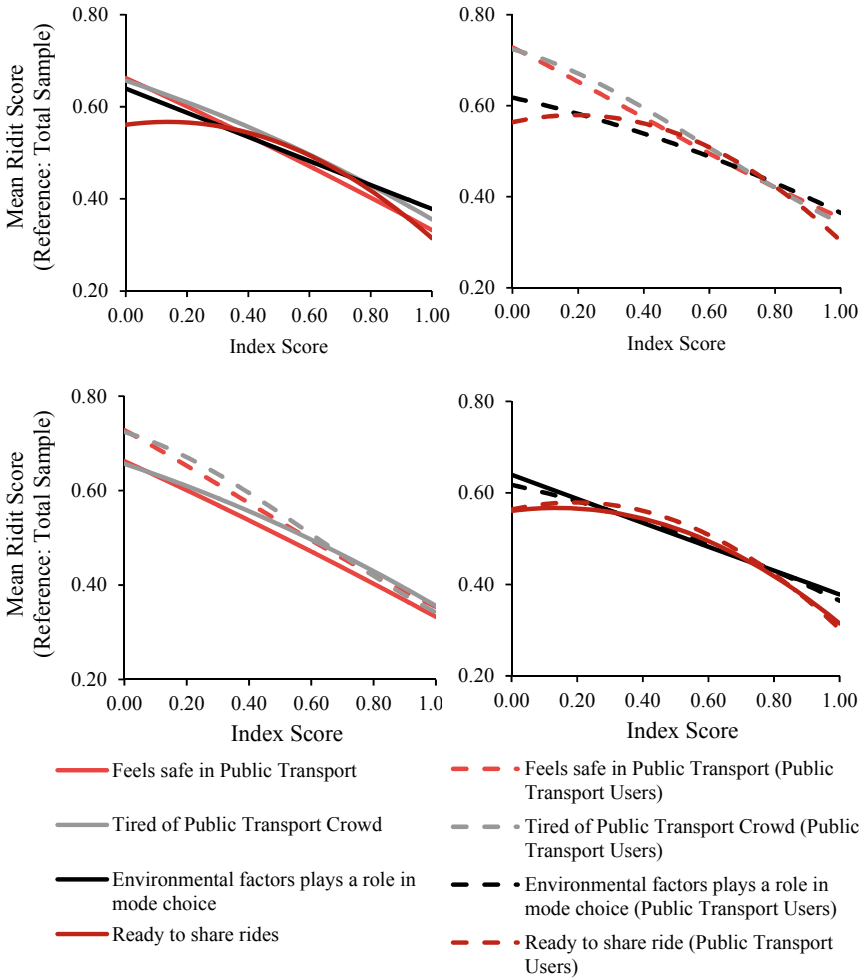 Mean Ridit Score
(Reference: Total Sample)
0.80
0.60
0.40
0.20
0.00 0.20 0.40 0.60 0.80 1.00
Index Score
0.80
0.60
0.40
0.20
0.00 0.20 0.40 0.60 0.80 1.00
Index Score
Mean Ridit Score
(Reference: Total Sample)
0.80
0.60
0.40
0.20
0.00 0.20 0.40 0.60 0.80 1.0
Index Score
0.80
0.60
0.40
0.20
0.00 0.20 0.40 0.60 0.80 1.00
Index Score
Feels safe in Public Transport
Tired of Public Transport Crowd
Environmental factors plays a role in
mode choice
Ready to share rides
Feels safe in Public Transport (Public
Transport Users)
Tired of Public Transport Crowd (Public
Transport Users)
Environmental factors plays a role in
mode choice (Public Transport Users)
Ready to share ride (Public Transport
Users)